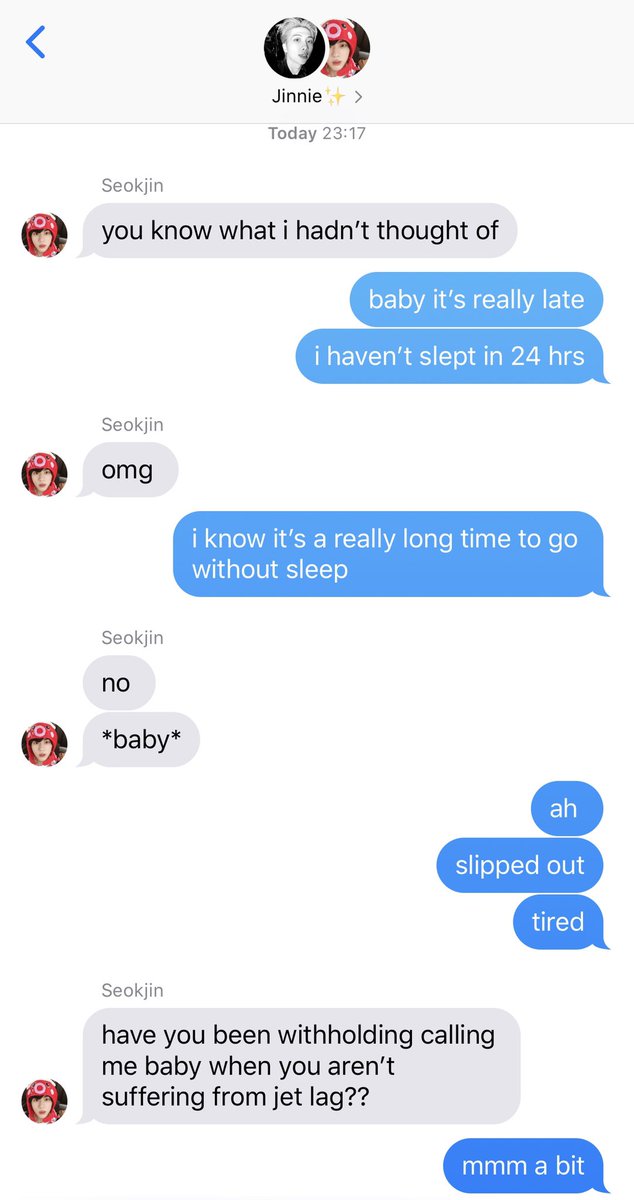 Jinnie✨ >
Today 23:17
Seokjin
you know what i hadn’t thought of
baby it’s really late
i haven’t slept in 24 hrs
Seokjin
omg
i know it’s a really long time to go
without sleep
Seokjin
no
*baby*
ah
slipped out
tired
Seokjin
have you been withholding calling
me baby when you aren’t
suffering from jet lag??
mmm a bit